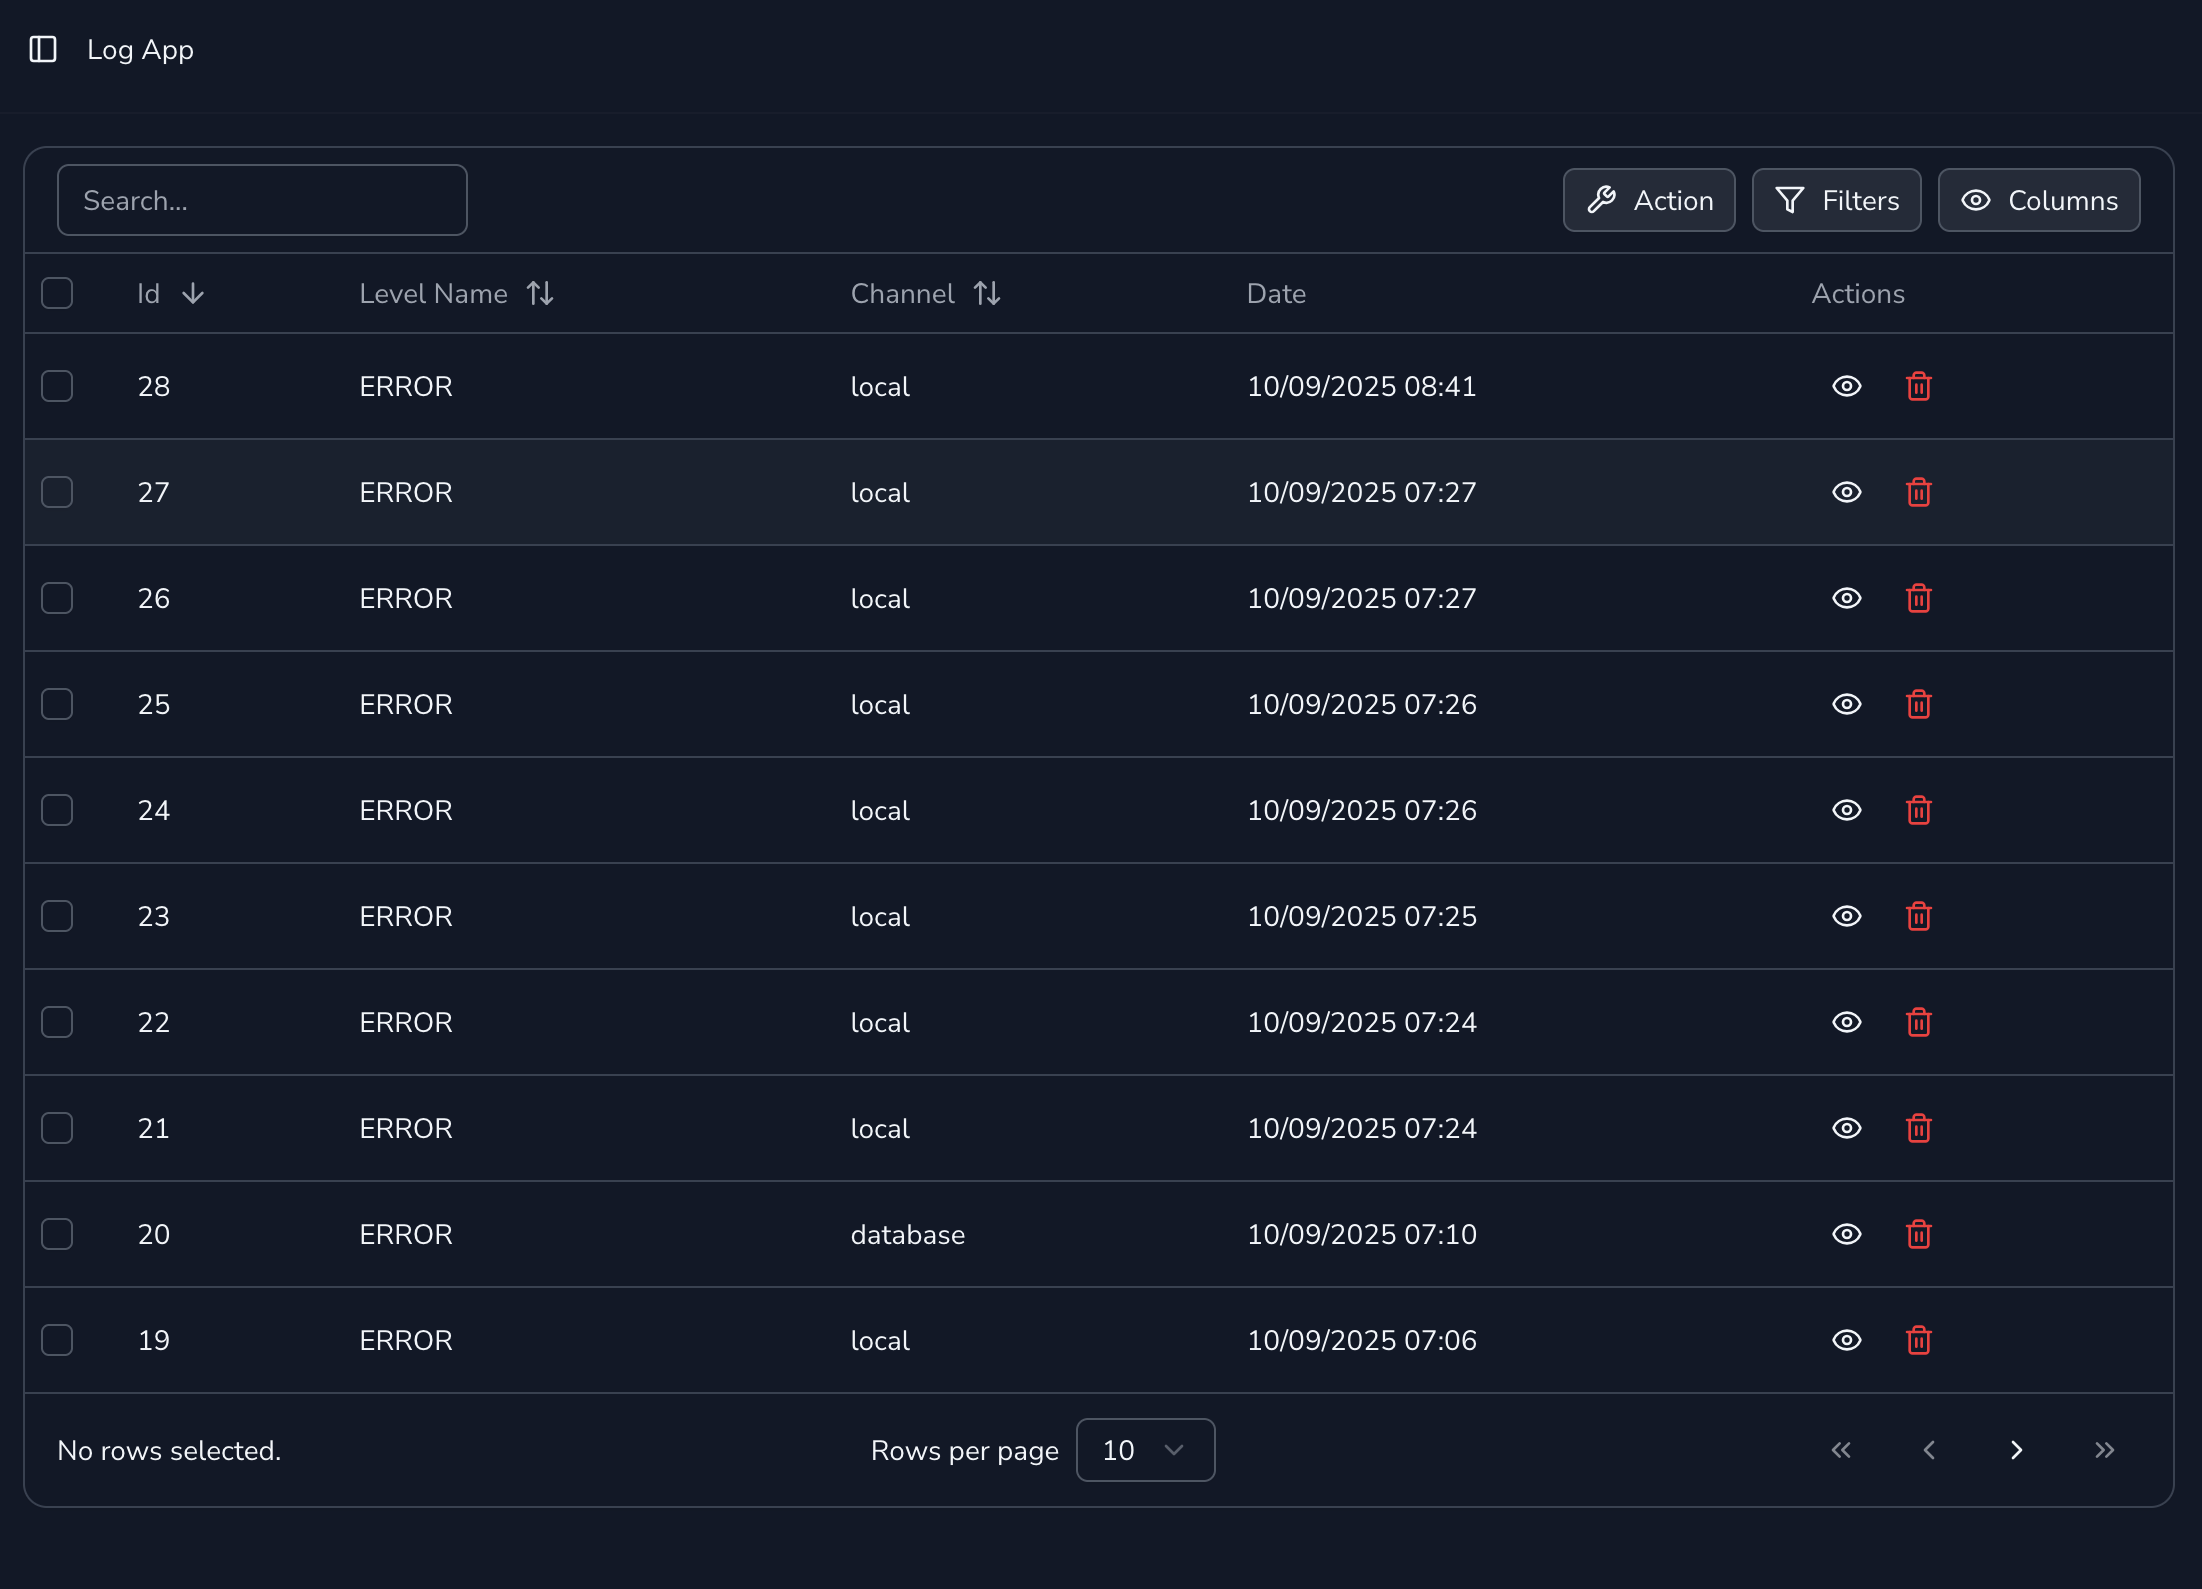 Log App
Search...
Action Filters Columns
Id Level Name Channel Date Actions
28 ERROR local 10/09/2025 08:41
27 ERROR local 10/09/2025 07:27
26 ERROR local 10/09/2025 07:27
25 ERROR local 10/09/2025 07:26
24 ERROR local 10/09/2025 07:26
23 ERROR local 10/09/2025 07:25
22 ERROR local 10/09/2025 07:24
21 ERROR local 10/09/2025 07:24
20 ERROR database 10/09/2025 07:10
19 ERROR local 10/09/2025 07:06
No rows selected. Rows per page 10